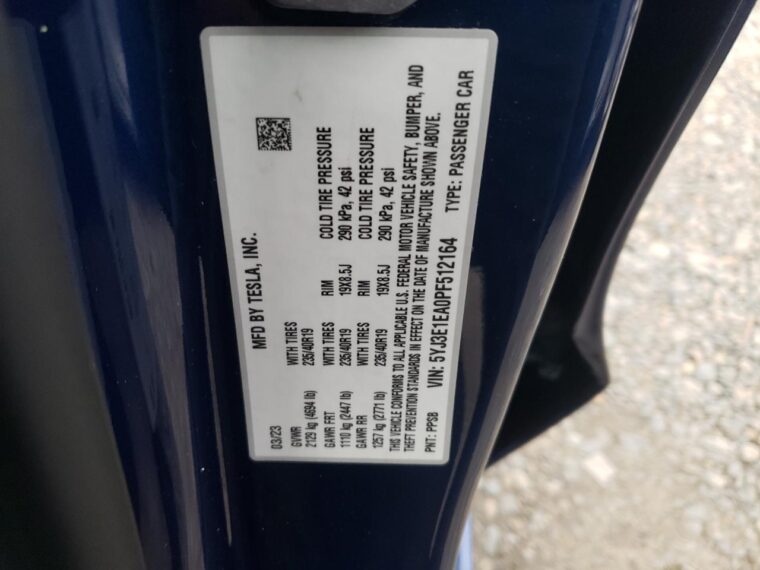 MFD BY TESLA, INC.
03/23
GVWR WITH TIRES RIM COLD TIRE PRESSURE
2129 kg (4694 lb) 235/40R19 19X8.5J 290 kPa, 42 psi
GAWR FRT WITH TIRES RIM COLD TIRE PRESSURE
1110 kg (2447 lb) 235/40R19 19X8.5J 290 kPa, 42 psi
GAWR RR WITH TIRES
1257 kg (2771 lb) 235/40R19
THIS VEHICLE CONFORMS TO ALL APPLICABLE U.S. FEDERAL MOTOR VEHICLE SAFETY, BUMPER, AND
THEFT PREVENTION STANDARDS IN EFFECT ON THE DATE OF MANUFACTURE SHOWN ABOVE.
VIN: 5YJ3E1EA0PF512164 TYPE: PASSENGER CAR
PNT: PPSB